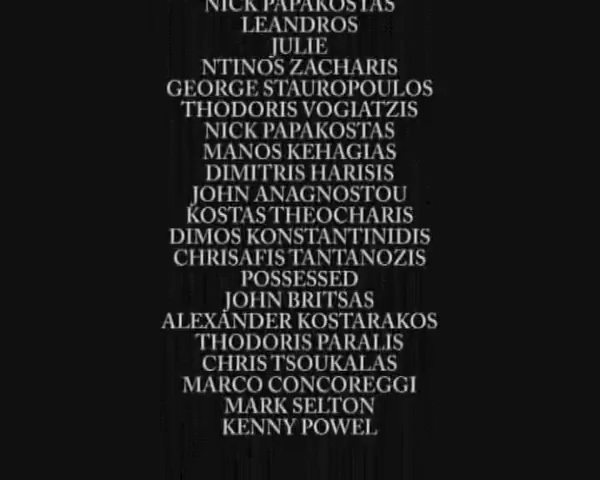 NICK PAPAKOSTAS
LEANDROS
JULIE
NTINOS ZACHARIS
GEORGE STAUROPOULOS
THODORIS VOGIATZIS
NICK PAPAKOSTAS
MANOS KEHAGIAS
DIMITRIS HARISIS
JOHN ANAGNOSTOU
KOSTAS THEOCHARIS
DIMOS KONSTANTINIDIS
CHRISAFIS TANTANOZIS
POSSESSED
JOHN BRITSAS
ALEXANDER KOSTARAKOS
THODORIS PARALIS
CHRIS TSOUKALAS
MARCO CONCOREGGI
MARK SELTON
KENNY POWEL